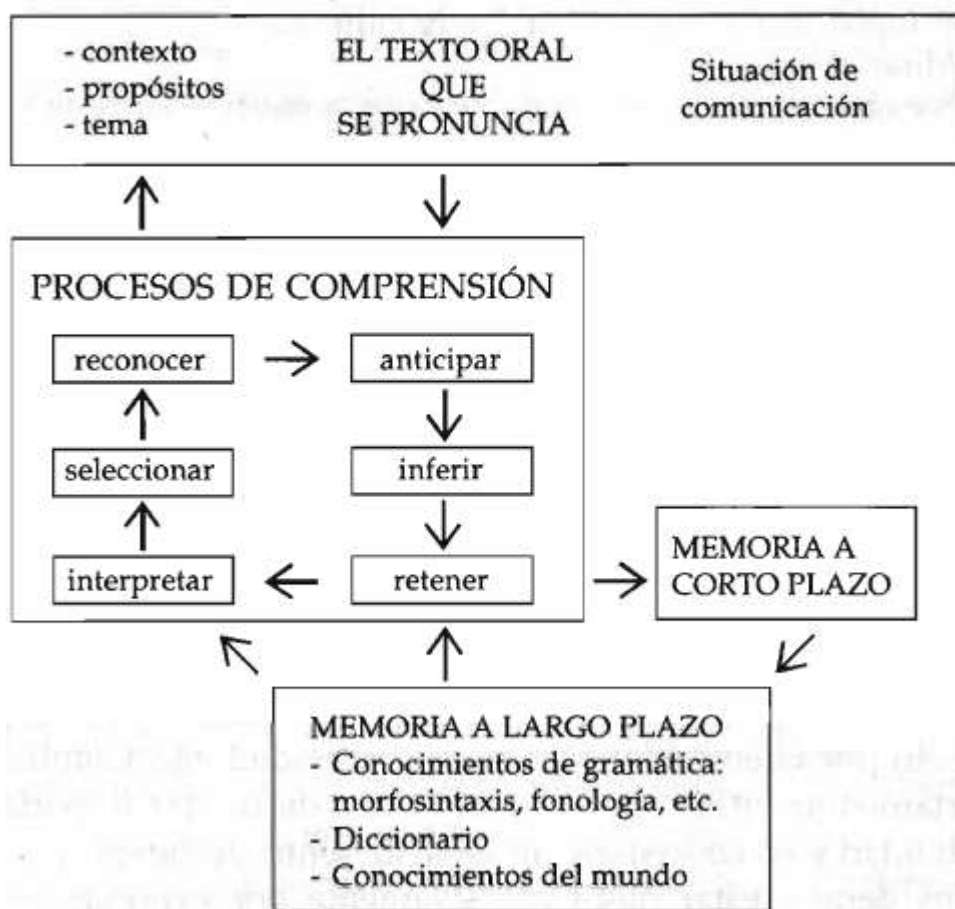 - contexto
- propósitos
- tema
EL TEXTO ORAL
QUE
SE PRONUNCIA
Situación de
comunicación
PROCESOS DE COMPRENSIÓN
reconocer
anticipar
seleccionar
inferir
interpretar
retener
MEMORIA A
CORTO PLAZO
MEMORIA A LARGO PLAZO
- Conocimientos de gramática:
morfosintaxis, fonología, etc.
- Diccionario
- Conocimientos del mundo